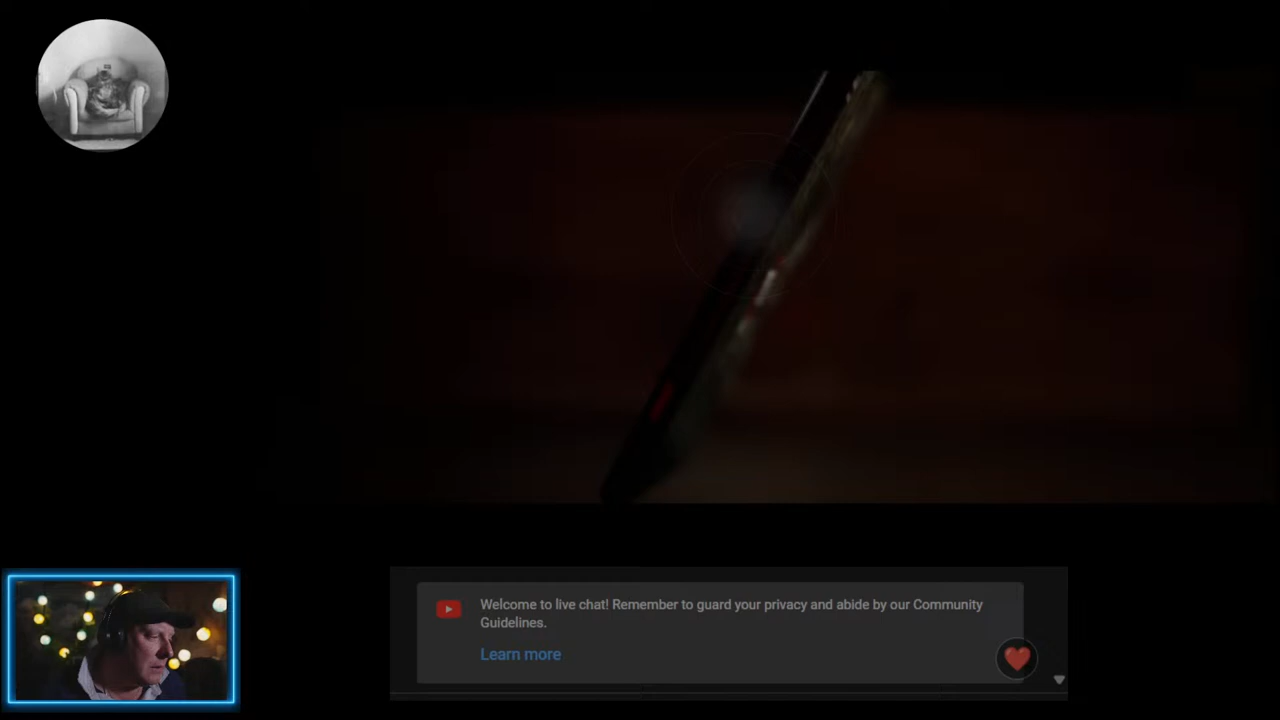 Welcome to live chat! Remember to guard your privacy and abide by our Community
Guidelines.
Learn more